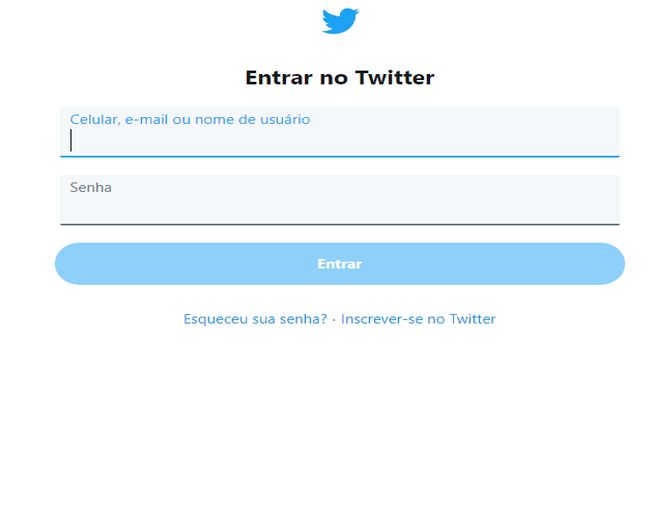 Entrar no Twitter
Celular, e-mail ou nome de usuário
Senha
Entrar
Esqueceu sua senha? · Inscrever-se no Twitter